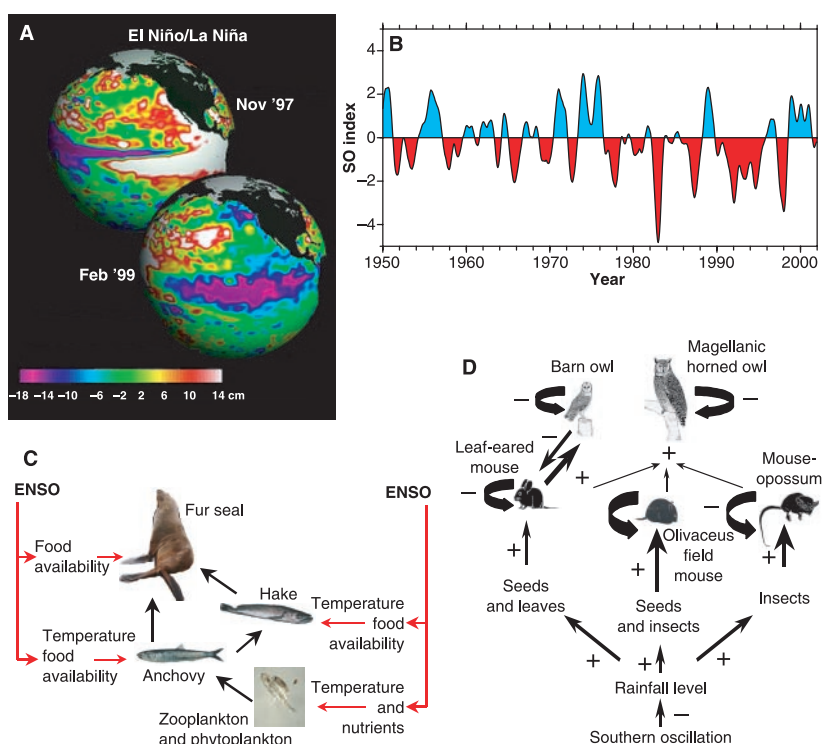 A
El Niño/La Niña
Nov '97
Feb '99
−18 −14 −10 −6 −2 2 6 10 14 cm
B
SO index
4
2
0
−2
−4
1950 1960 1970 1980 1990 2000
Year
C
ENSO
ENSO
Fur seal
Food
availability
Hake
Temperature
food
availability
Temperature
food
availability
Anchovy
Zooplankton
and phytoplankton
Temperature
and
nutrients
D
Barn owl
Magellanic
horned owl
−
−
−
Leaf-eared
mouse
+
+
Mouse-
opossum
−
−
Olivaceus
field
mouse
+
+
+
Seeds
and leaves
Seeds
and insects
Insects
+
+
+
Rainfall level
−
Southern oscillation